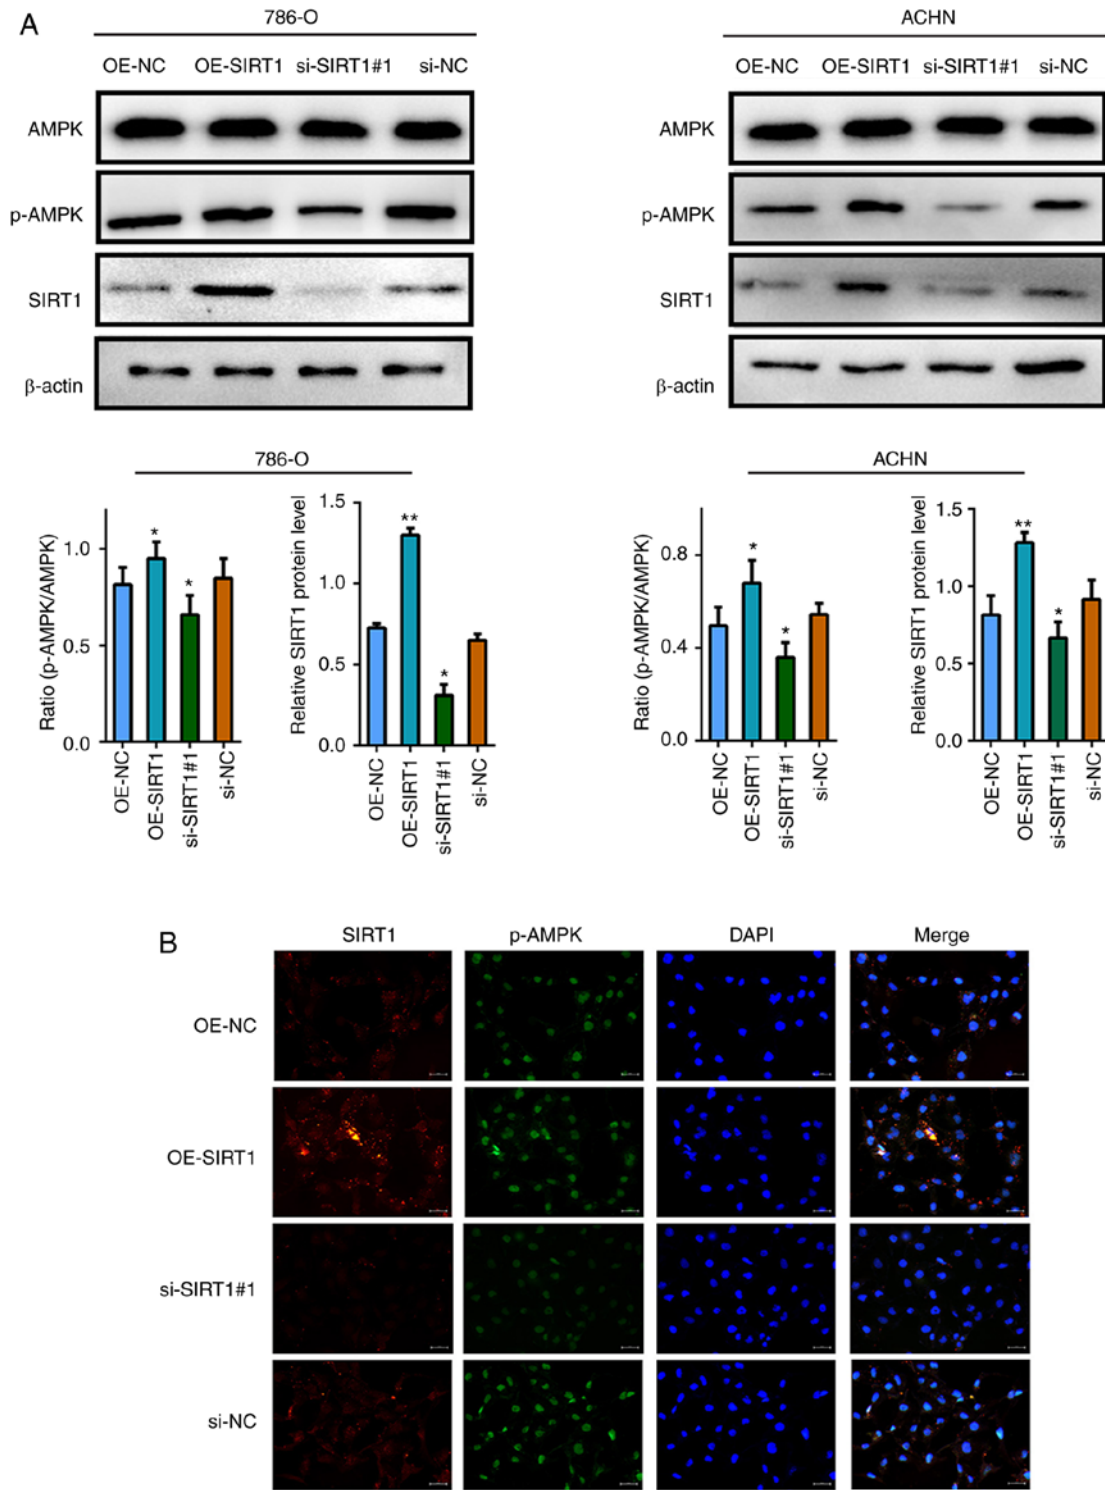 A
786-O
OE-NC OE-SIRT1 si-SIRT1#1 si-NC
AMPK
p-AMPK
SIRT1
β-actin
ACHN
OE-NC OE-SIRT1 si-SIRT1#1 si-NC
AMPK
p-AMPK
SIRT1
β-actin
786-O
Ratio (p-AMPK/AMPK)
1.0
0.5
0.0
*
*
OE-NC
OE-SIRT1
si-SIRT1#1
si-NC
Relative SIRT1 protein level
1.5
1.0
0.5
0.0
**
*
OE-NC
OE-SIRT1
si-SIRT1#1
si-NC
ACHN
Ratio (p-AMPK/AMPK)
0.8
0.4
0.0
*
*
OE-NC
OE-SIRT1
si-SIRT1#1
si-NC
Relative SIRT1 protein level
1.5
1.0
0.5
0.0
**
*
OE-NC
OE-SIRT1
si-SIRT1#1
si-NC
B
SIRT1 p-AMPK DAPI Merge
OE-NC
OE-SIRT1
si-SIRT1#1
si-NC